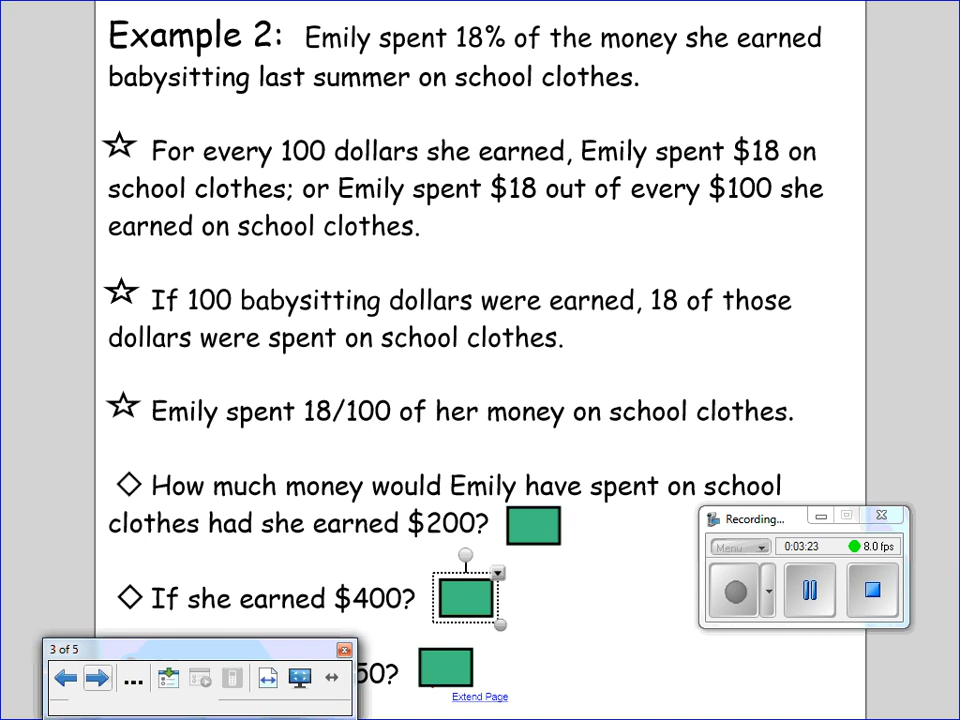 Example 2: Emily spent 18% of the money she earned
babysitting last summer on school clothes.
For every 100 dollars she earned, Emily spent $18 on
school clothes; or Emily spent $18 out of every $100 she
earned on school clothes.
If 100 babysitting dollars were earned, 18 of those
dollars were spent on school clothes.
Emily spent 18/100 of her money on school clothes.
How much money would Emily have spent on school
clothes had she earned $200?
Recording...
Menu 0:03:23 8.0 fps
If she earned $400?
3 of 5
50?
Extend Page